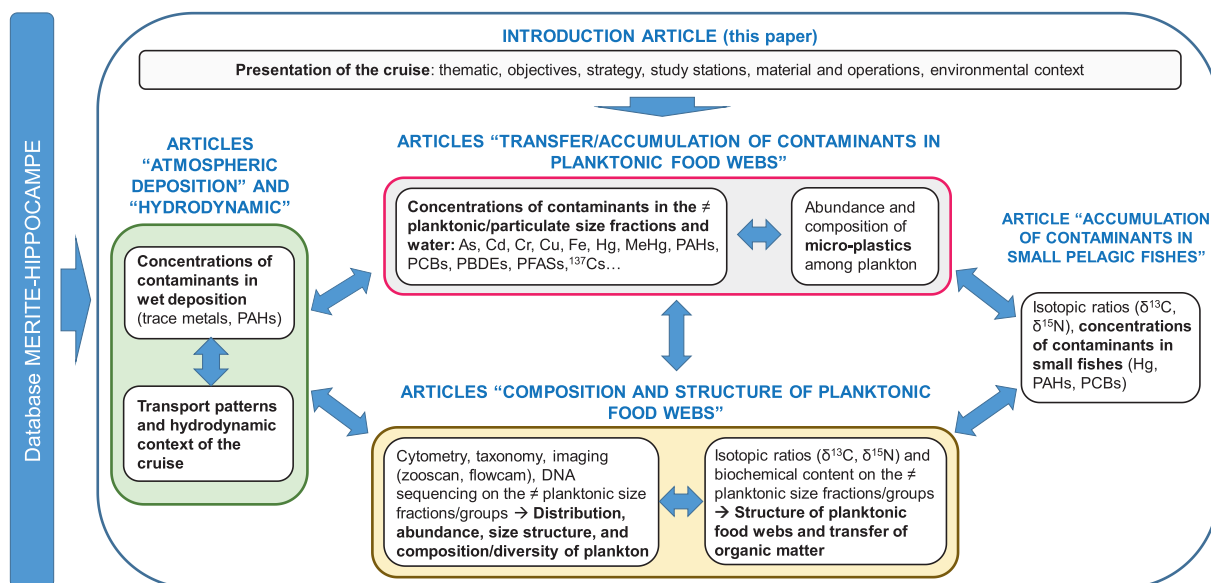 Database MERITE-HIPPOCAMPE
INTRODUCTION ARTICLE (this paper)
Presentation of the cruise: thematic, objectives, strategy, study stations, material and operations, environmental context
ARTICLES
“ATMOSPHERIC
DEPOSITION” AND
“HYDRODYNAMIC”
Concentrations of
contaminants in
wet deposition
(trace metals, PAHs)
Transport patterns
and hydrodynamic
context of the
cruise
ARTICLES “TRANSFER/ACCUMULATION OF CONTAMINANTS IN
PLANKTONIC FOOD WEBS”
Concentrations of contaminants in the ≠
planktonic/particulate size fractions and
water: As, Cd, Cr, Cu, Fe, Hg, MeHg, PAHs,
PCBs, PBDEs, PFASs,¹³⁷Cs…
Abundance and
composition of
micro-plastics
among plankton
ARTICLES “COMPOSITION AND STRUCTURE OF PLANKTONIC
FOOD WEBS”
Cytometry, taxonomy, imaging
(zooscan, flowcam), DNA
sequencing on the ≠ planktonic size
fractions/groups → Distribution,
abundance, size structure, and
composition/diversity of plankton
Isotopic ratios (δ¹³C, δ¹⁵N) and
biochemical content on the ≠
planktonic size fractions/groups
→ Structure of planktonic
food webs and transfer of
organic matter
ARTICLE “ACCUMULATION
OF CONTAMINANTS IN
SMALL PELAGIC FISHES”
Isotopic ratios (δ¹³C,
δ¹⁵N), concentrations
of contaminants in
small fishes (Hg,
PAHs, PCBs)